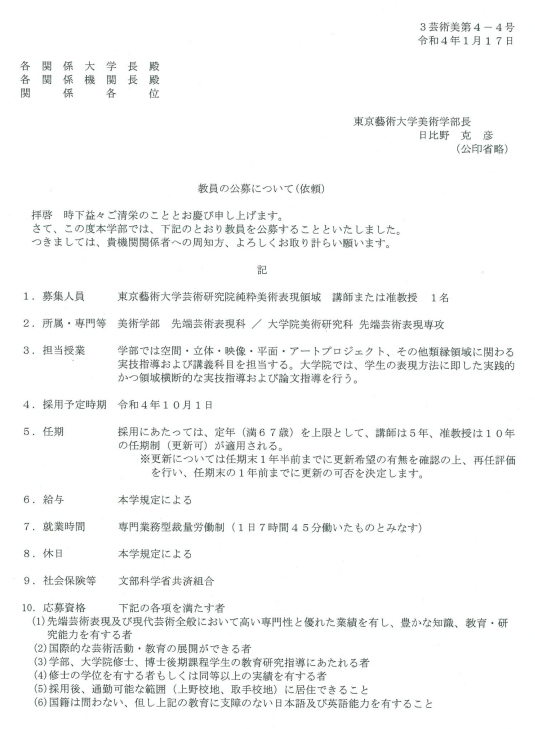 3芸術美第4-4号
令和4年1月17日
各関係大学長殿
各関係機関長殿
関係各位
東京藝術大学美術学部長
日比野 克彦
(公印省略)
教員の公募について(依頼)
拝啓 時下益々ご清栄のこととお慶び申し上げます。
さて、この度本学部では、下記のとおり教員を公募することといたしました。
つきましては、貴機関関係者への周知方、よろしくお取り計らい願います。
記
1.募集人員 東京藝術大学芸術研究院純粋美術表現領域 講師または准教授 1名
2.所属・専門等 美術学部 先端芸術表現科 / 大学院美術研究科 先端芸術表現専攻
3.担当授業 学部では空間・立体・映像・平面・アートプロジェクト、その他類縁領域に関わる
実技指導および講義科目を担当する。大学院では、学生の表現方法に即した実践的
かつ領域横断的な実技指導および論文指導を行う。
4.採用予定時期 令和4年10月1日
5.任期 採用にあたっては、定年(満67歳)を上限として、講師は5年、准教授は10年
の任期制(更新可)が適用される。
※更新については任期末1年半前までに更新希望の有無を確認の上、再任評価
を行い、任期末の1年前までに更新の可否を決定します。
6.給与 本学規定による
7.就業時間 専門業務型裁量労働制(1日7時間45分働いたものとみなす)
8.休日 本学規定による
9.社会保険等 文部科学省共済組合
10.応募資格 下記の各項を満たす者
(1)先端芸術表現及び現代芸術全般において高い専門性と優れた業績を有し、豊かな知識、教育・研
究能力を有する者
(2)国際的な芸術活動・教育の展開ができる者
(3)学部、大学院修士、博士後期課程学生の教育研究指導にあたれる者
(4)修士の学位を有する者もしくは同等以上の実績を有する者
(5)採用後、通勤可能な範囲(上野校地、取手校地)に居住できること
(6)国籍は問わない、但し上記の教育に支障のない日本語及び英語能力を有すること